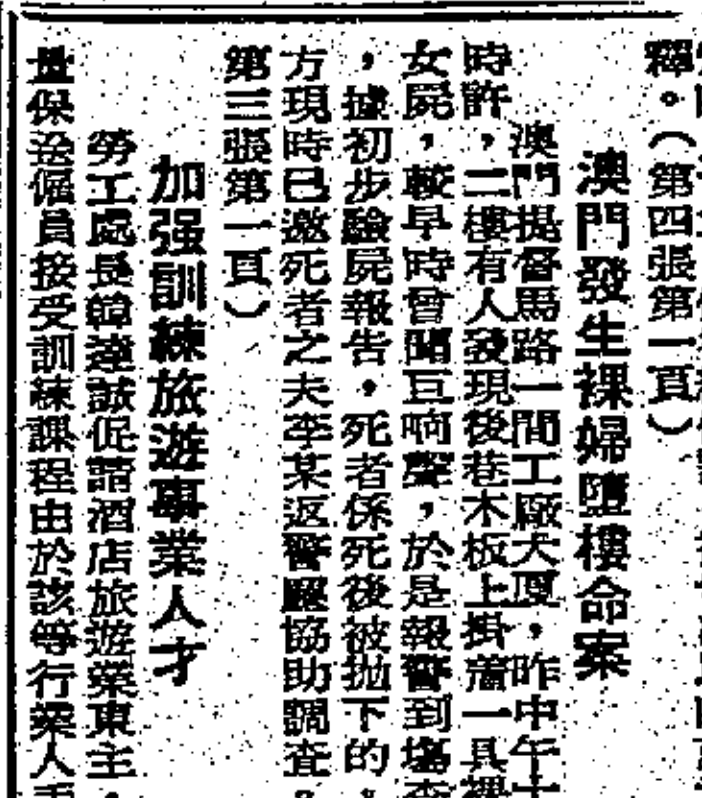 釋。(第四張第一頁)
澳門發生裸婦墮樓命案
澳門提督馬路一間工廠大厦,昨中午十
時許,二樓有人發現後巷木板上掛蕭一具裸
女屍,較早時曾聞巨响聲,於是報警到塲查
,據初步驗屍報告,死者係死後被拋下的,
方現時已邀死者之夫李某返警署協助調查。
第三張第一頁)
加强訓練旅遊事業人才
勞工處長韓達誠促請酒店旅遊業東主,
量保送僱員接受訓練課程由於該等行業人手